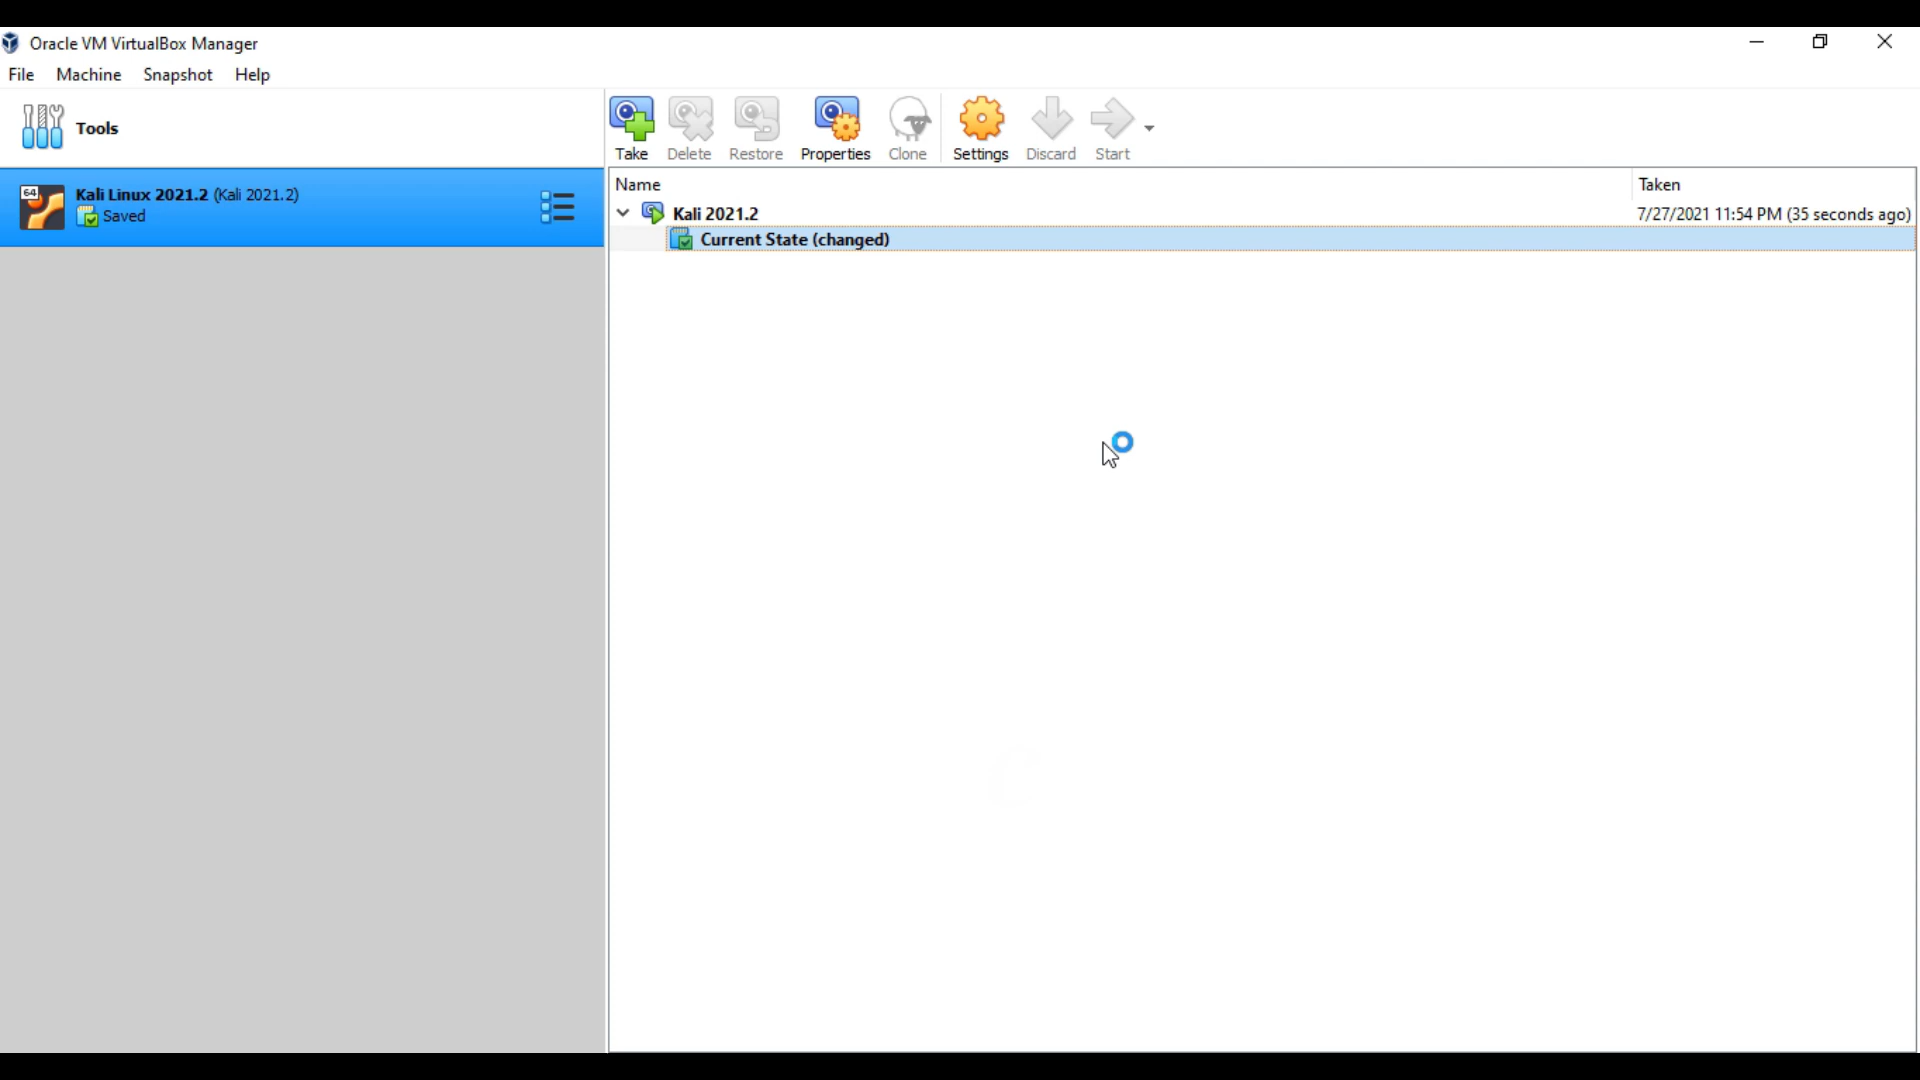 Oracle VM VirtualBox Manager
File Machine Snapshot Help
Tools
Take Delete Restore Properties Clone Settings Discard Start
64
Kali Linux 2021.2 (Kali 2021.2)
Saved
Name Taken
Kali 2021.2 7/27/2021 11:54 PM (35 seconds ago)
Current State (changed)